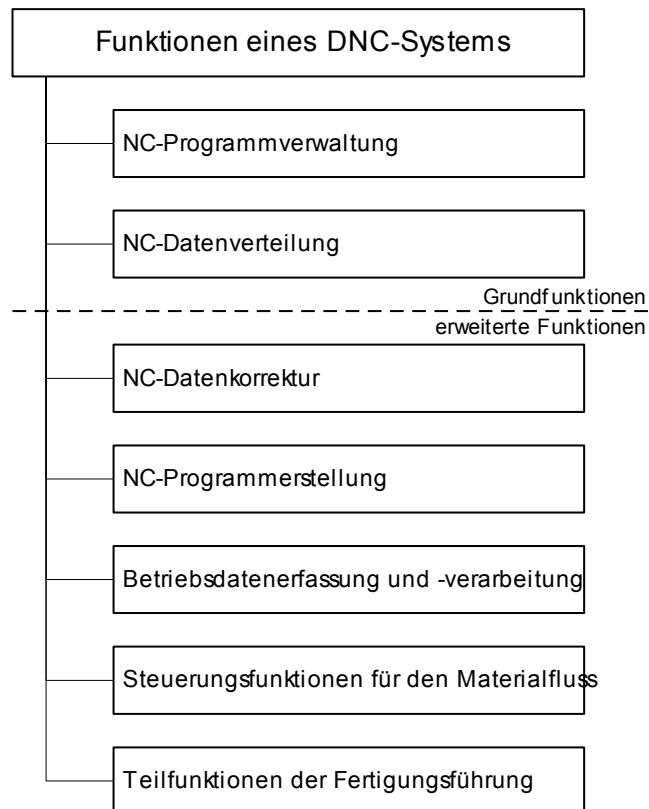 Funktionen eines DNC-Systems
NC-Programmverwaltung
NC-Datenverteilung
Grundfunktionen
erweiterte Funktionen
NC-Datenkorrektur
NC-Programmerstellung
Betriebsdatenerfassung und -verarbeitung
Steuerungsfunktionen für den Materialfluss
Teilfunktionen der Fertigungsführung